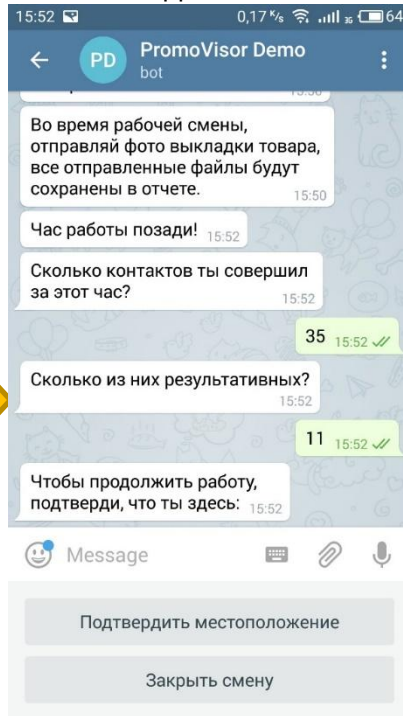 15:52 0,17 K/s 36 64
PD PromoVisor Demo
bot
Во время рабочей смены,
отправляй фото выкладки товара,
все отправленные файлы будут
сохранены в отчете. 15:50
Час работы позади! 15:52
Сколько контактов ты совершил
за этот час? 15:52
35 15:52
Сколько из них результативных?
15:52
11 15:52
Чтобы продолжить работу,
подтверди, что ты здесь: 15:52
Message
Подтвердить местоположение
Закрыть смену